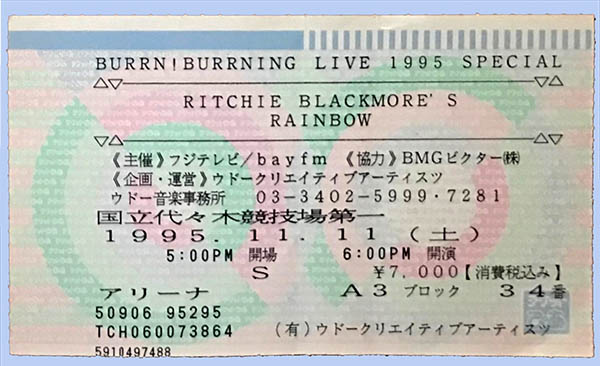 BURRN!BURRNING LIVE 1995 SPECIAL
RITCHIE BLACKMORE'S
RAINBOW
《主催》フジテレビ/bayfm 《協力》BMGビクター㈱
《企画・運営》ウドークリエイティブアーティスツ
ウドー音楽事務所 03-3402-5999・7281
国立代々木競技場第一
1995.11.11(土)
5:00PM 開場 6:00PM 開演
S ¥7,000【消費税込み】
アリーナ A3 ブロック 34番
50906 95295
TCH060073864 (有)ウドークリエイティブアーティスツ
5910497488